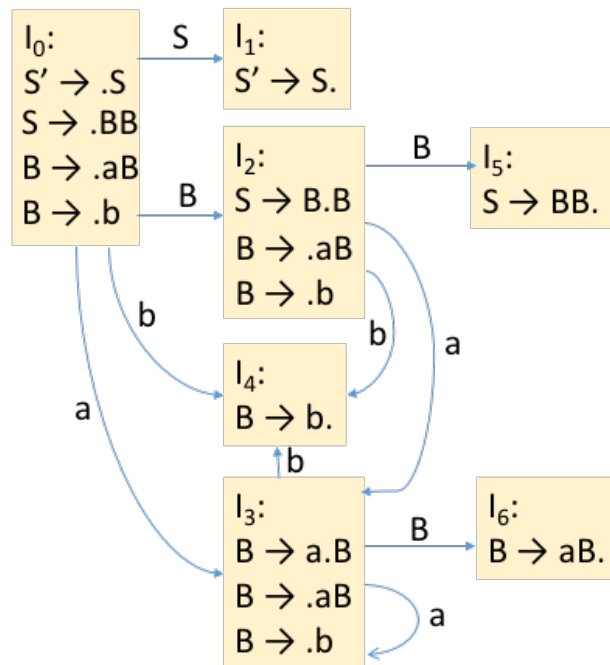 I₀:
S' → .S
S → .BB
B → .aB
B → .b
S
I₁:
S' → S.
B
I₂:
S → B.B
B → .aB
B → .b
B
I₅:
S → BB.
b
a
b
a
I₄:
B → b.
b
I₃:
B → a.B
B → .aB
B → .b
B
I₆:
B → aB.
a